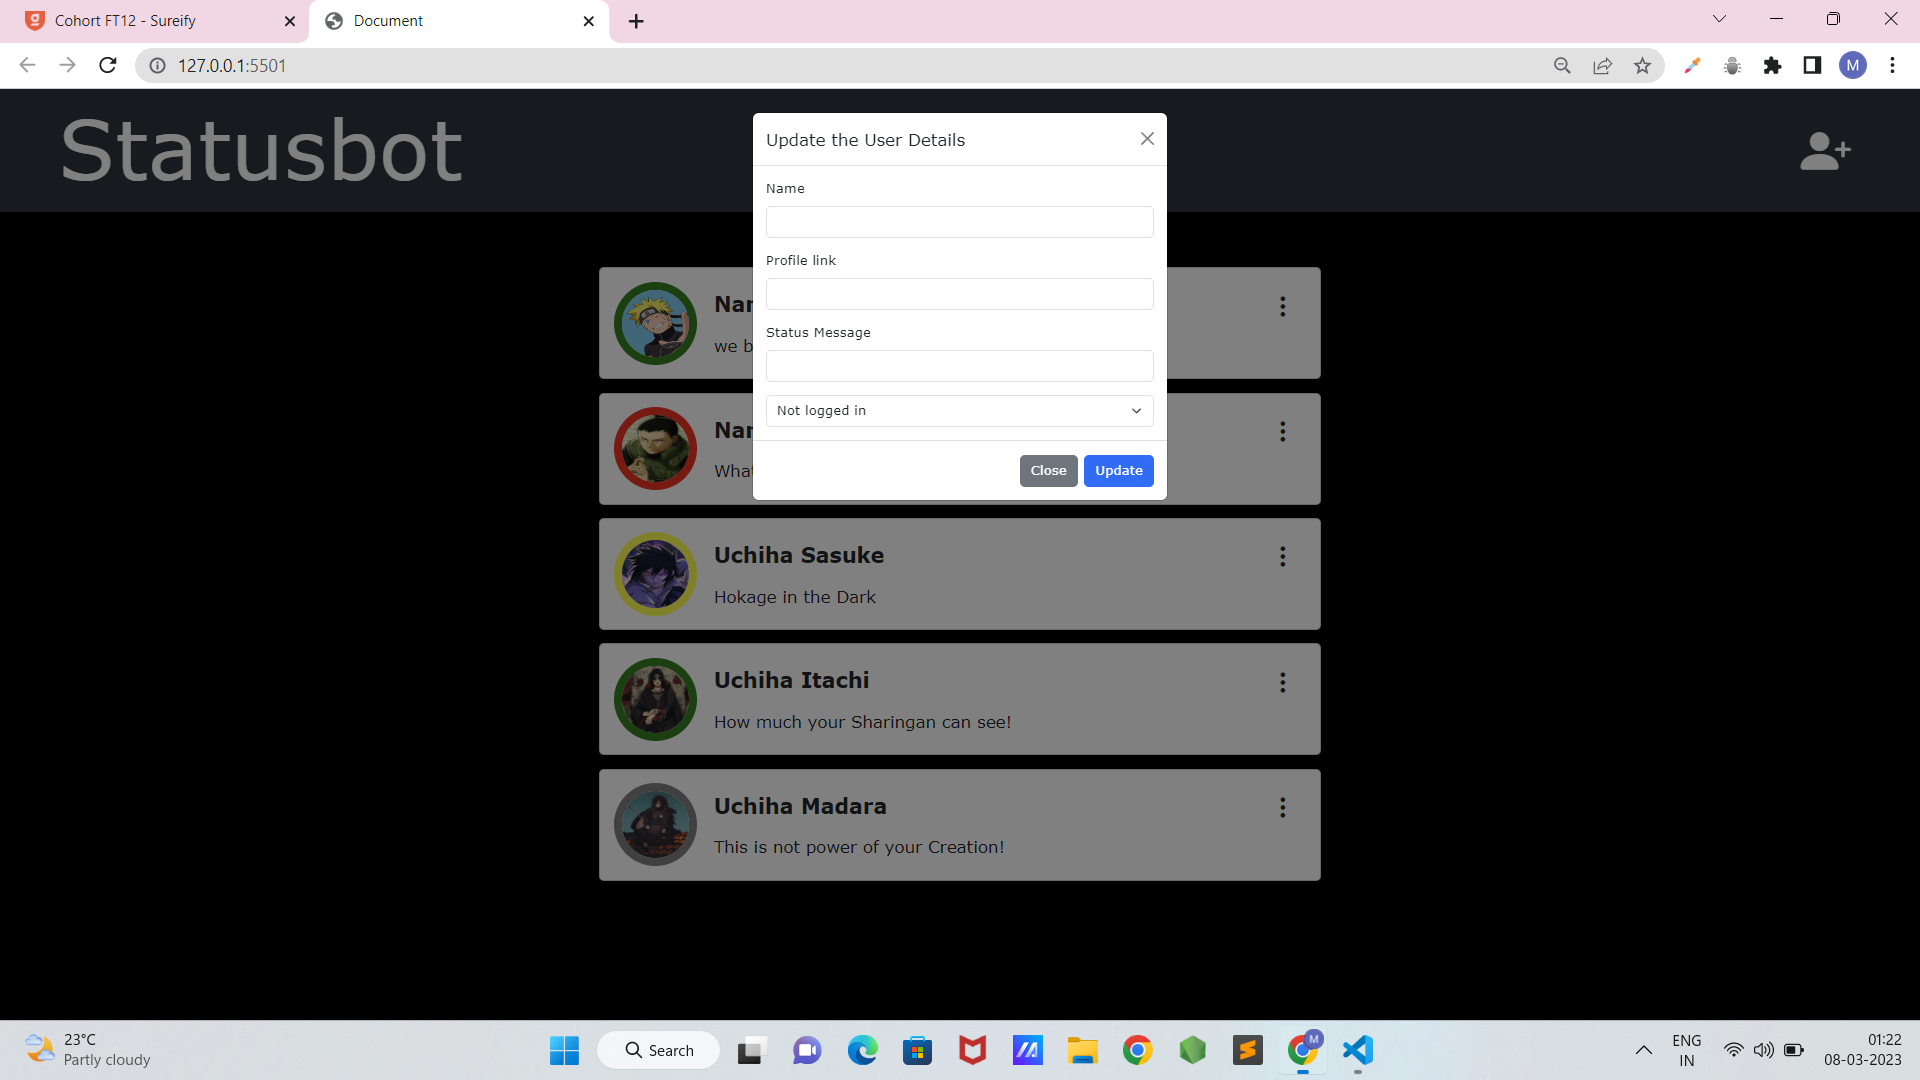 Cohort FT12 - Sureify
Document
127.0.0.1:5501
M
Statusbot
Update the User Details
Name
Profile link
Status Message
Not logged in
Close
Update
we b
Uchiha Sasuke
Hokage in the Dark
Uchiha Itachi
How much your Sharingan can see!
Uchiha Madara
This is not power of your Creation!
23°C
Partly cloudy
Search
M
ENG
IN
01:22
08-03-2023